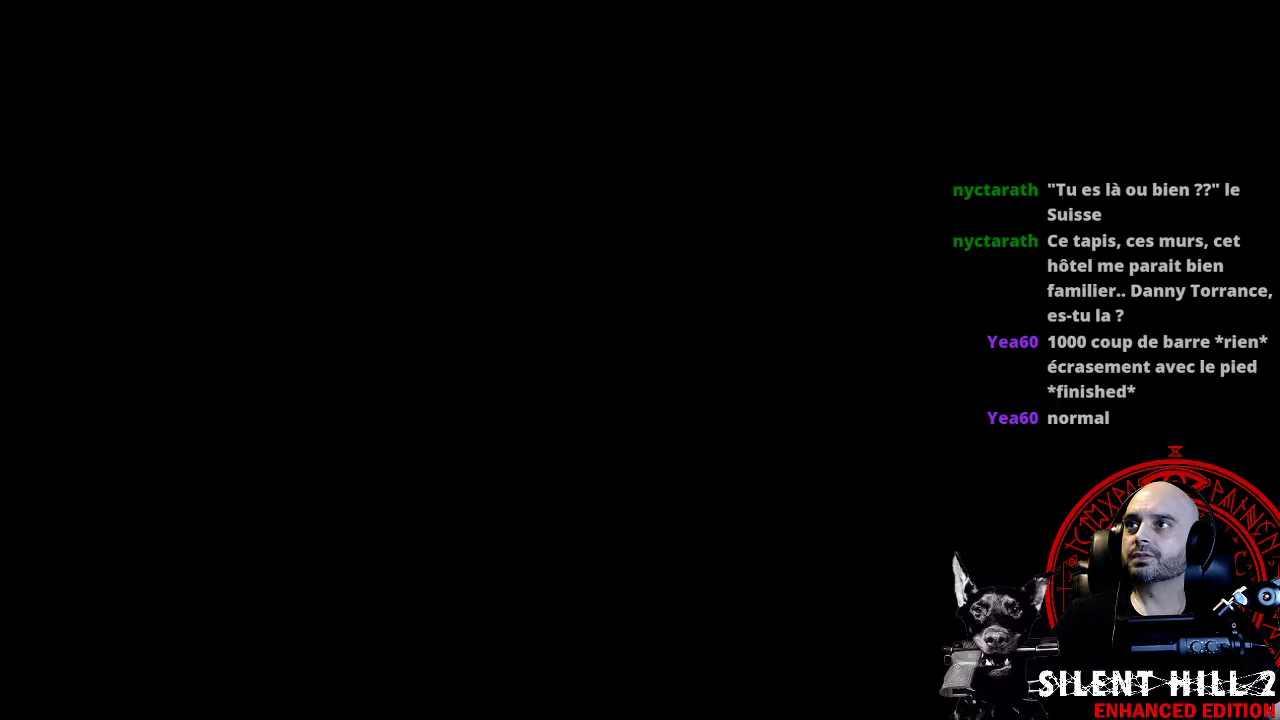 nyctarath "Tu es là ou bien ??" le
Suisse
nyctarath Ce tapis, ces murs, cet
hôtel me parait bien
familier.. Danny Torrance,
es-tu la ?
Yea60 1000 coup de barre *rien*
écrasement avec le pied
*finished*
Yea60 normal
SILENT HILL 2
ENHANCED EDITION